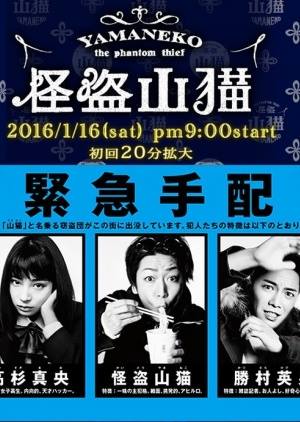 YAMANEKO
the phantom thief
怪盗山猫
2016/1/16(sat) pm9:00start
初回20分拡大
緊急手配
「山猫」と名乗る窃盗団がこの街に出没しています。犯人たちの特徴は以下のとおり
高杉真央
怪盗山猫
勝村英